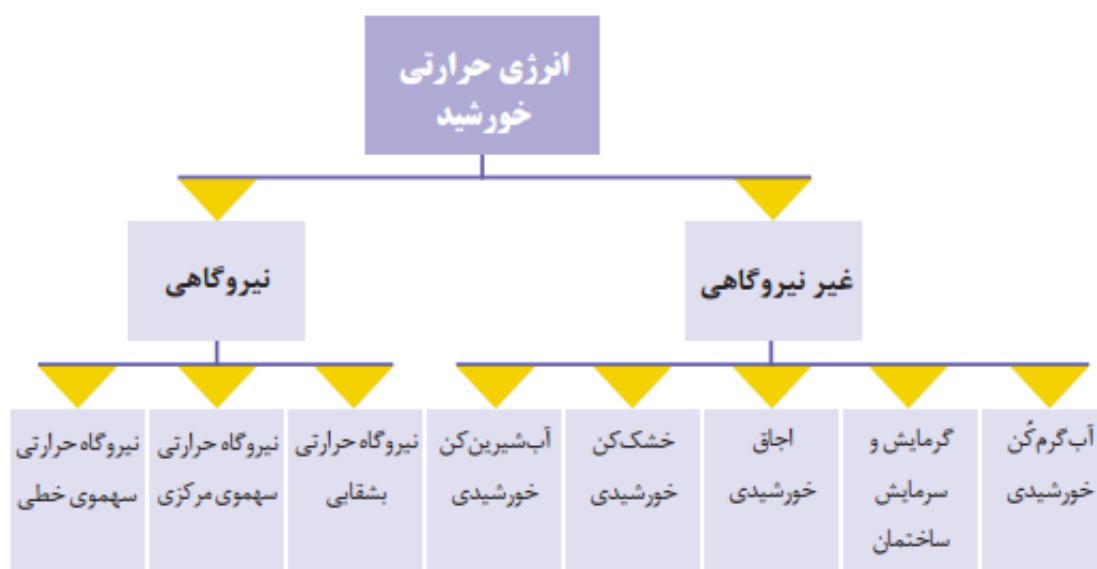 انرژی حرارتی
خورشید
غیر نیروگاهی
نیروگاهی
آب‌گرم‌کُن
خورشیدی
گرمایش و
سرمایش
ساختمان
اجاق
خورشیدی
خشک‌کن
خورشیدی
آب‌شیرین‌کن
خورشیدی
نیروگاه حرارتی
بشقابی
نیروگاه حرارتی
سهموی مرکزی
نیروگاه حرارتی
سهموی خطی